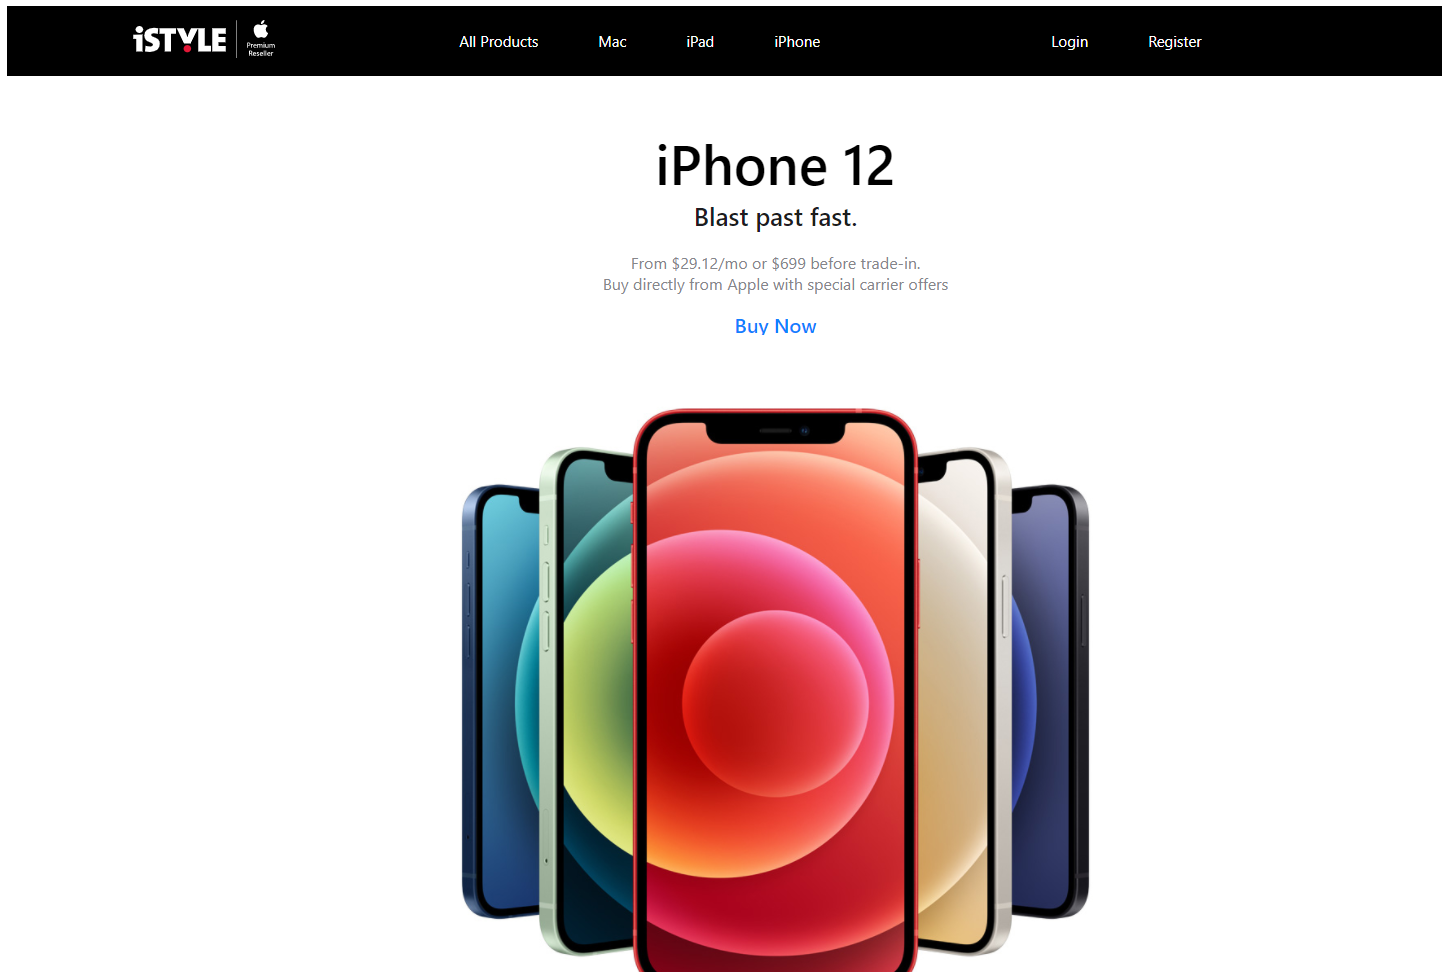 iSTYLE
Premium
Reseller
All Products
Mac
iPad
iPhone
Login
Register
iPhone 12
Blast past fast.
From $29.12/mo or $699 before trade-in.
Buy directly from Apple with special carrier offers
Buy Now